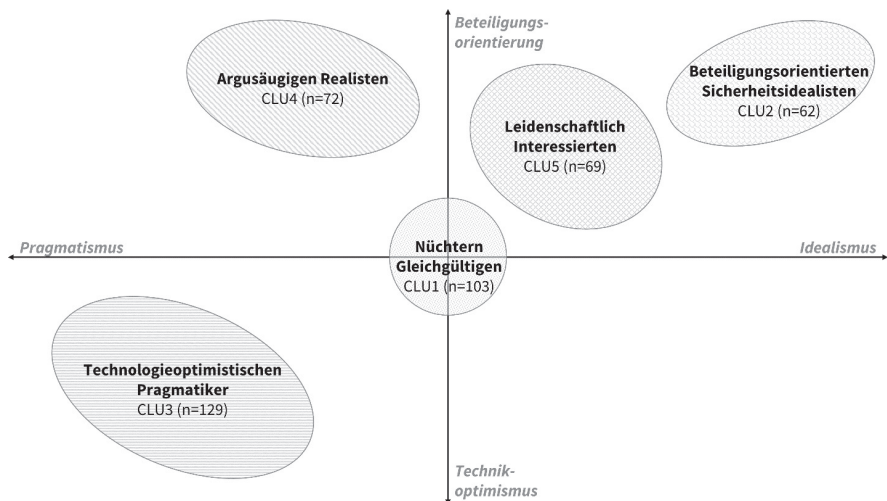 Beteiligungs-
orientierung
Argusäugigen Realisten
CLU4 (n=72)
Beteiligungsorientierten
Sicherheitsidealisten
CLU2 (n=62)
Leidenschaftlich
Interessierten
CLU5 (n=69)
Pragmatismus
Idealismus
Nüchtern
Gleichgültigen
CLU1 (n=103)
Technologieoptimistischen
Pragmatiker
CLU3 (n=129)
Technik-
optimismus